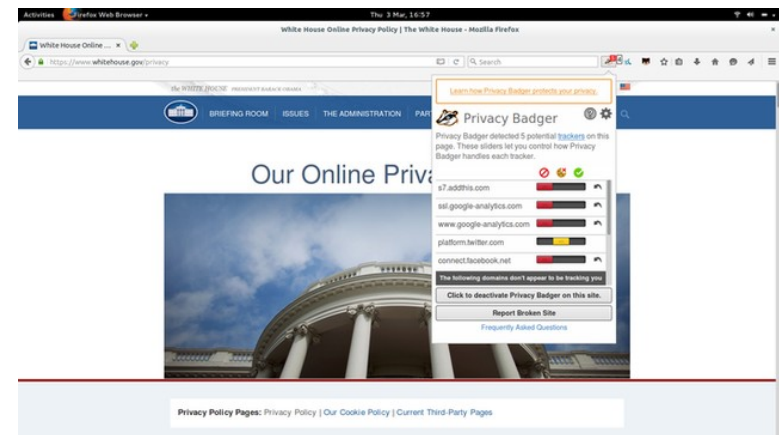 Activities Firefox Web Browser Thu 3 Mar, 16:57
White House Online Privacy Policy | The White House - Mozilla Firefox
White House Online ...
https://www.whitehouse.gov/privacy Search
the WHITE HOUSE PRESIDENT BARACK OBAMA
BRIEFING ROOM ISSUES THE ADMINISTRATION PAR
Our Online Priva
Learn how Privacy Badger protects your privacy.
Privacy Badger
Privacy Badger detected 5 potential trackers on this
page. These sliders let you control how Privacy
Badger handles each tracker.
s7.addthis.com
ssl.google-analytics.com
www.google-analytics.com
platform.twitter.com
connect.facebook.net
The following domains don't appear to be tracking you
Click to deactivate Privacy Badger on this site.
Report Broken Site
Frequently Asked Questions
Privacy Policy Pages: Privacy Policy | Our Cookie Policy | Current Third-Party Pages